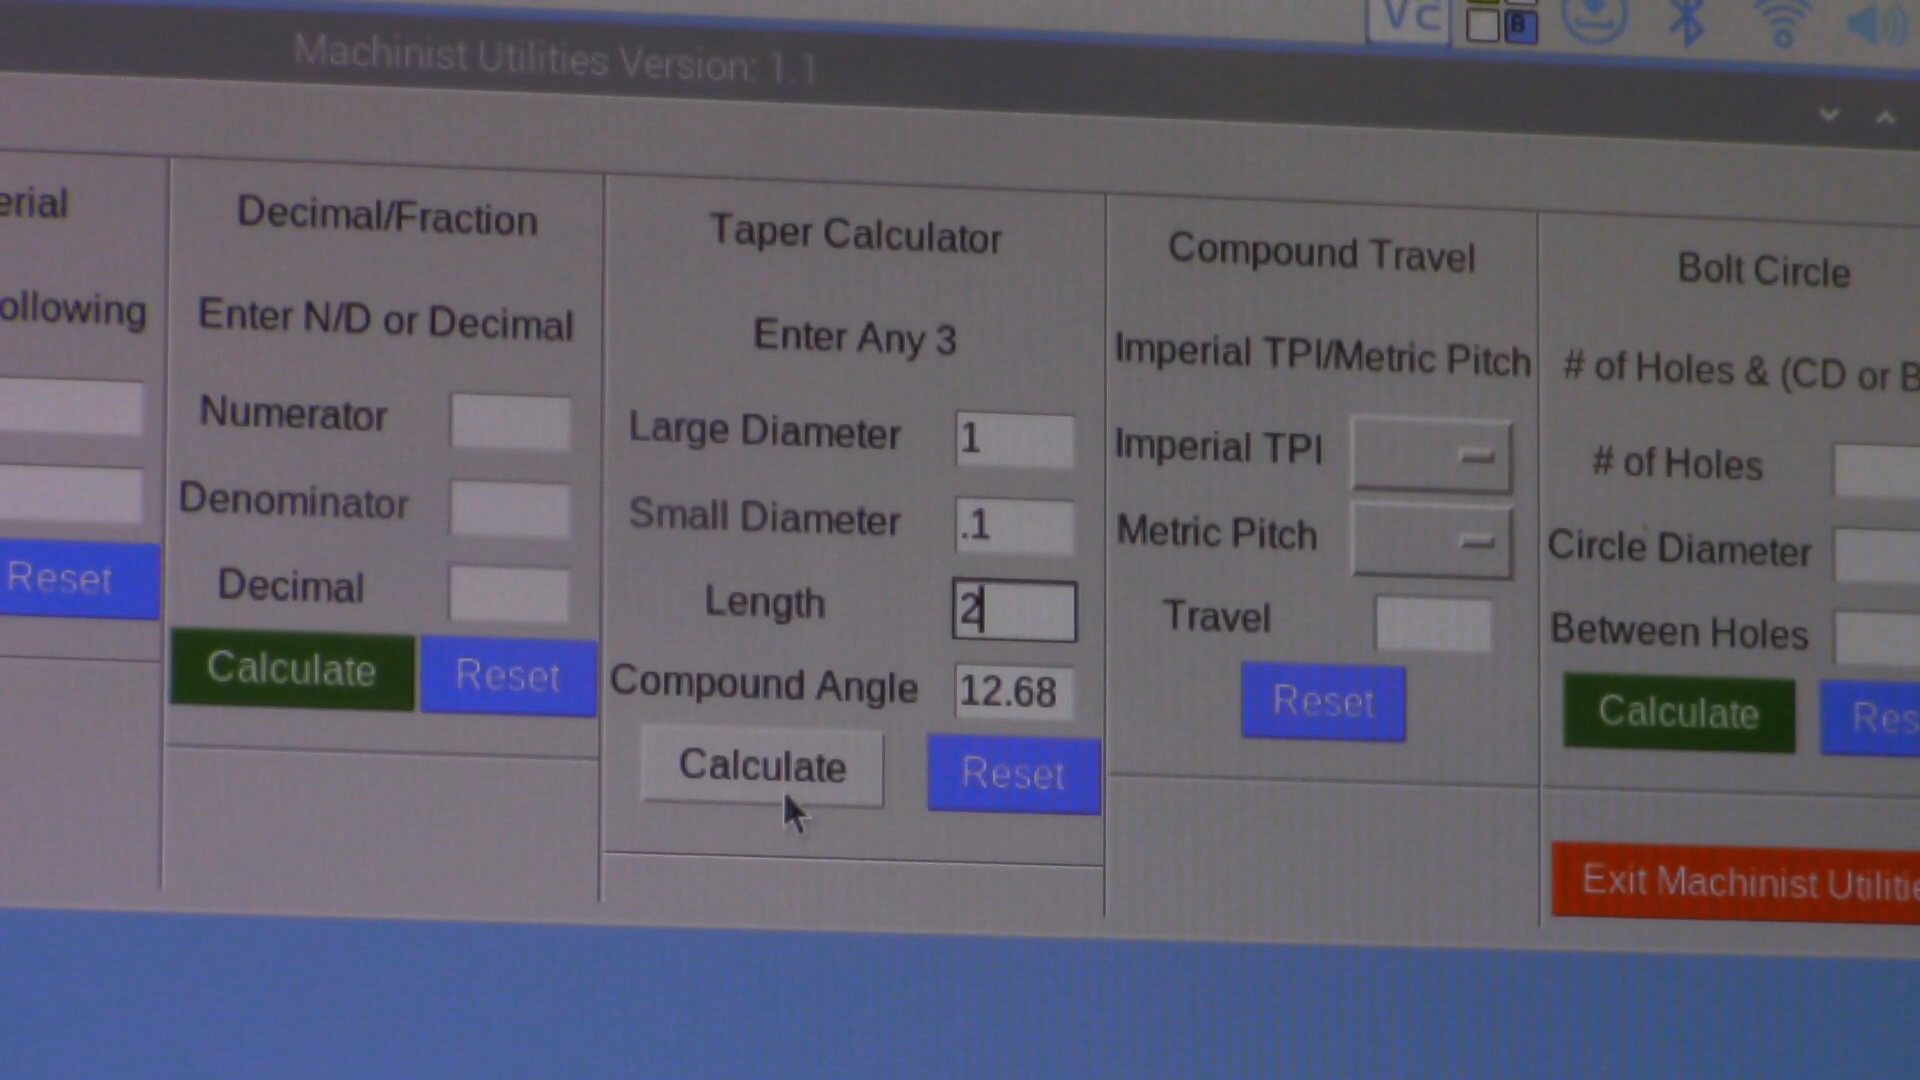 Vc
B
Machinist Utilities Version: 1.1
erial
ollowing
Reset
Decimal/Fraction
Enter N/D or Decimal
Numerator
Denominator
Decimal
Calculate Reset
Taper Calculator
Enter Any 3
Large Diameter 1
Small Diameter .1
Length 2
Compound Angle 12.68
Calculate Reset
Compound Travel
Imperial TPI/Metric Pitch
Imperial TPI
Metric Pitch
Travel
Reset
Bolt Circle
# of Holes & (CD or B
# of Holes
Circle Diameter
Between Holes
Calculate Res
Exit Machinist Utilitie